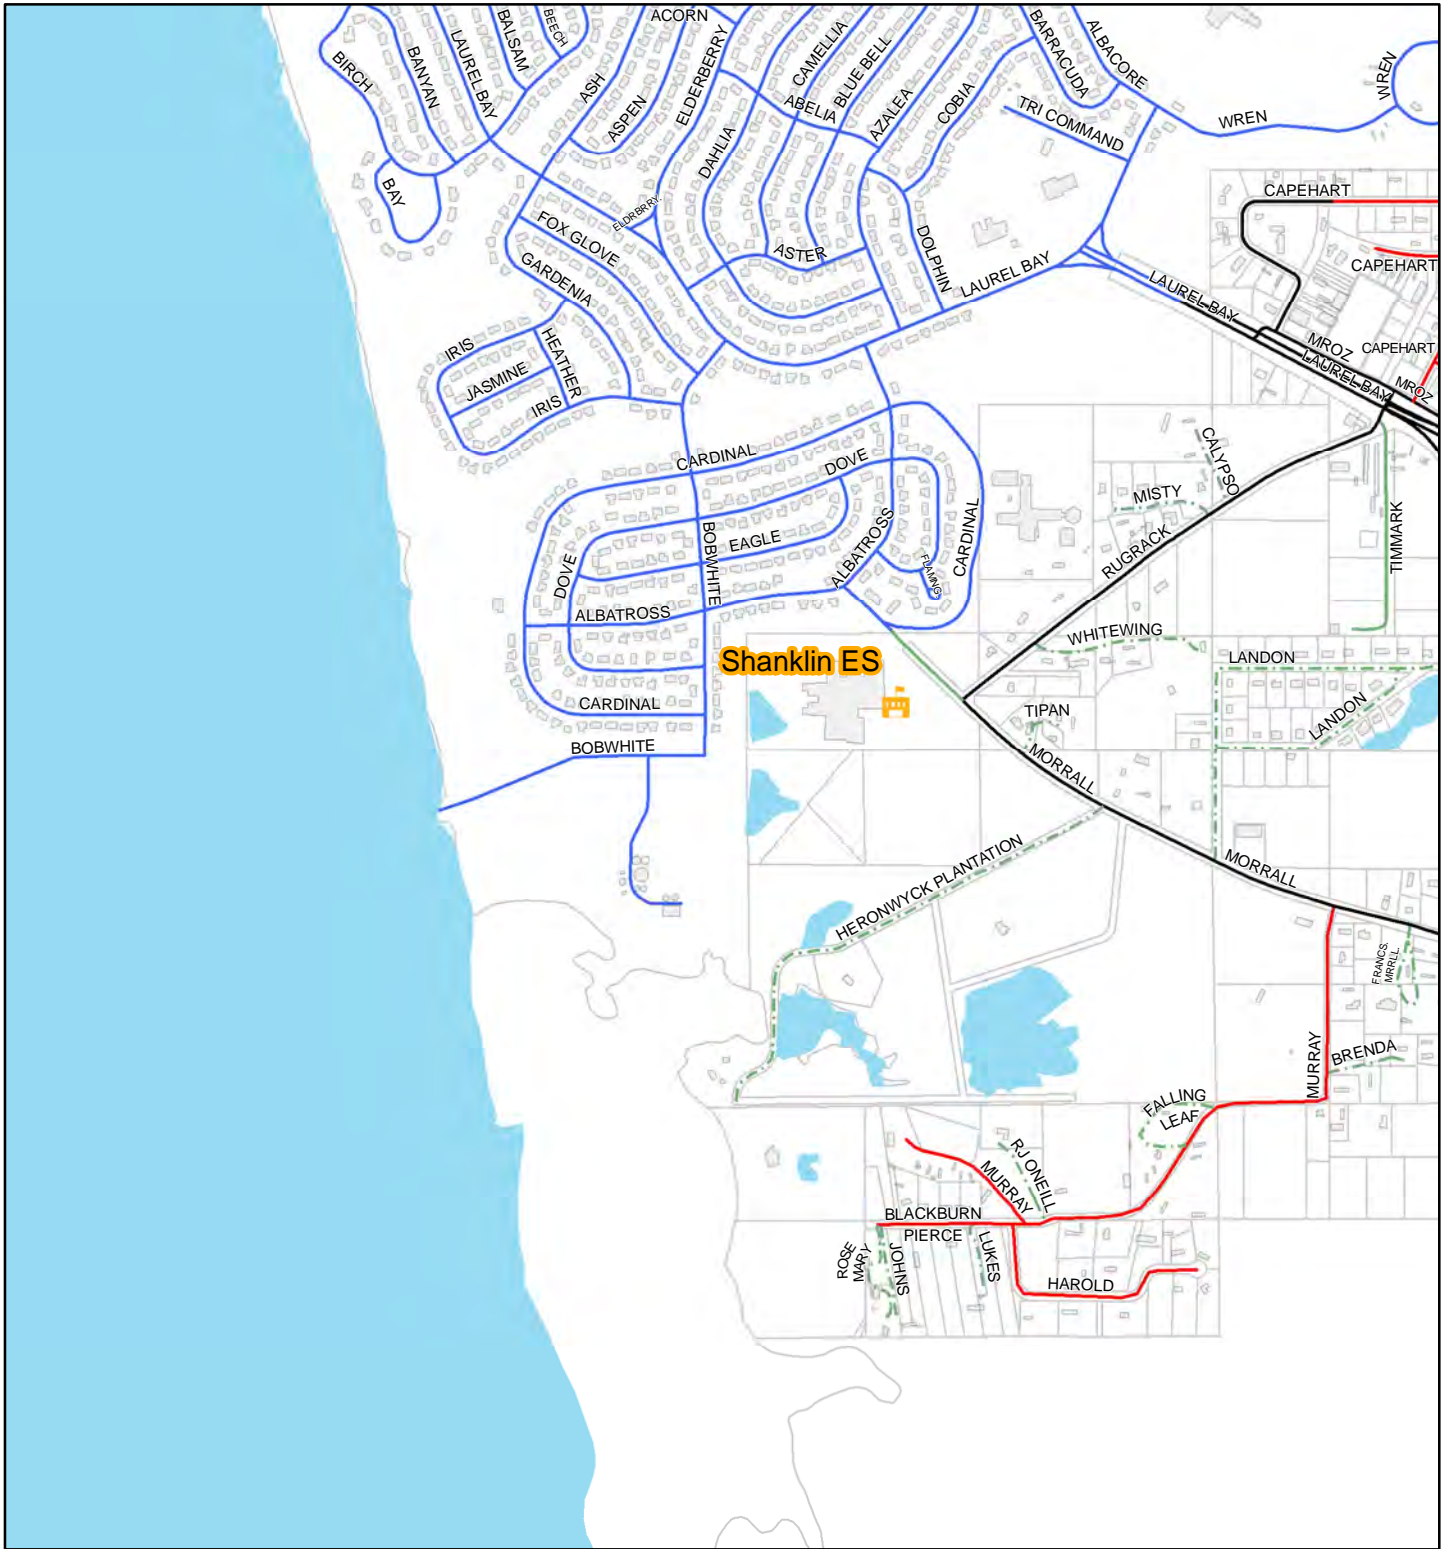 ACORN
BEECH
BALSAM
LAUREL BAY
BANYAN
BIRCH
ASH
ASPEN
ELDERBERRY
CAMELLIA
BLUE BELL
ABELIA
AZALEA
COBIA
BARRACUDA
ALBACORE
TRI COMMAND
WREN
WREN
DAHLIA
BAY
ELDRBRRY.
FOX GLOVE
GARDENIA
ASTER
DOLPHIN
LAUREL BAY
CAPEHART
CAPEHART
LAUREL BAY
MROZ
LAUREL BAY
CAPEHART
MROZ
IRIS
HEATHER
JASMINE
IRIS
CARDINAL
DOVE
CALYPSO
MISTY
RUGRACK
TIMMARK
BOBWHITE
EAGLE
ALBATROSS
CARDINAL
FLAMNG.
DOVE
ALBATROSS
WHITEWING
LANDON
Shanklin ES
CARDINAL
TIPAN
LANDON
BOBWHITE
MORRALL
HERONWYCK PLANTATION
MORRALL
FRANCS.
MRRLL.
MURRAY
BRENDA
FALLING
LEAF
RJ ONEILL
MURRAY
BLACKBURN
PIERCE
ROSE
MARY
JOHNS
LUKES
HAROLD